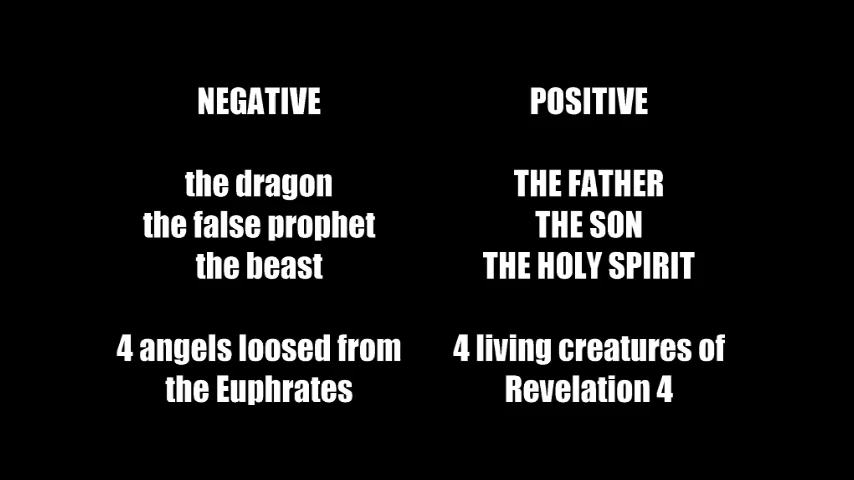 NEGATIVE
the dragon
the false prophet
the beast
4 angels loosed from
the Euphrates
POSITIVE
THE FATHER
THE SON
THE HOLY SPIRIT
4 living creatures of
Revelation 4